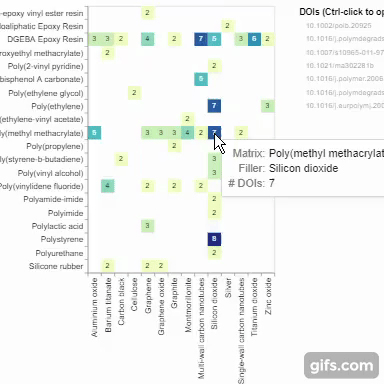 -epoxy vinyl ester resin
oaliphatic Epoxy Resin
DGEBA Epoxy Resin
roxyethyl methacrylate)
Poly(2-vinyl pyridine)
bisphenol A carbonate)
Poly(ethylene glycol)
Poly(ethylene)
(ethylene-vinyl acetate)
ly(methyl methacrylate)
Poly(propylene)
(styrene-b-butadiene)
Poly(vinyl alcohol)
Poly(vinylidene fluoride)
Polyamide-imide
Polyimide
Polylactic acid
Polystyrene
Polyurethane
Silicone rubber
2
2
3 3 2 4 2 7 5 3 6 2
2
2
5
2
7 3
2
5 3 3 3 4 2 7 2
2
2 3
3
4 2 2 2 2
2
2
3
8
2
2 2 2 2
Aluminium oxide
Barium titanate
Carbon black
Cellulose
Graphene
Graphene oxide
Graphite
Montmorillonite
Multi-wall carbon nanotubes
Silicon dioxide
Silver
Single-wall carbon nanotubes
Titanium dioxide
Zinc oxide
DOIs (Ctrl-click to op
10.1002/polb.20925
10.1016/j.polymdegrads
10.1007/s10965-011-97
10.1021/ma302281b
10.1016/j.polymer.2008
10.1016/j.polymdegrads
10.1016/j.eurpolymj.200
Matrix: Poly(methyl methacrylat
Filler: Silicon dioxide
# DOIs: 7
gifs.com